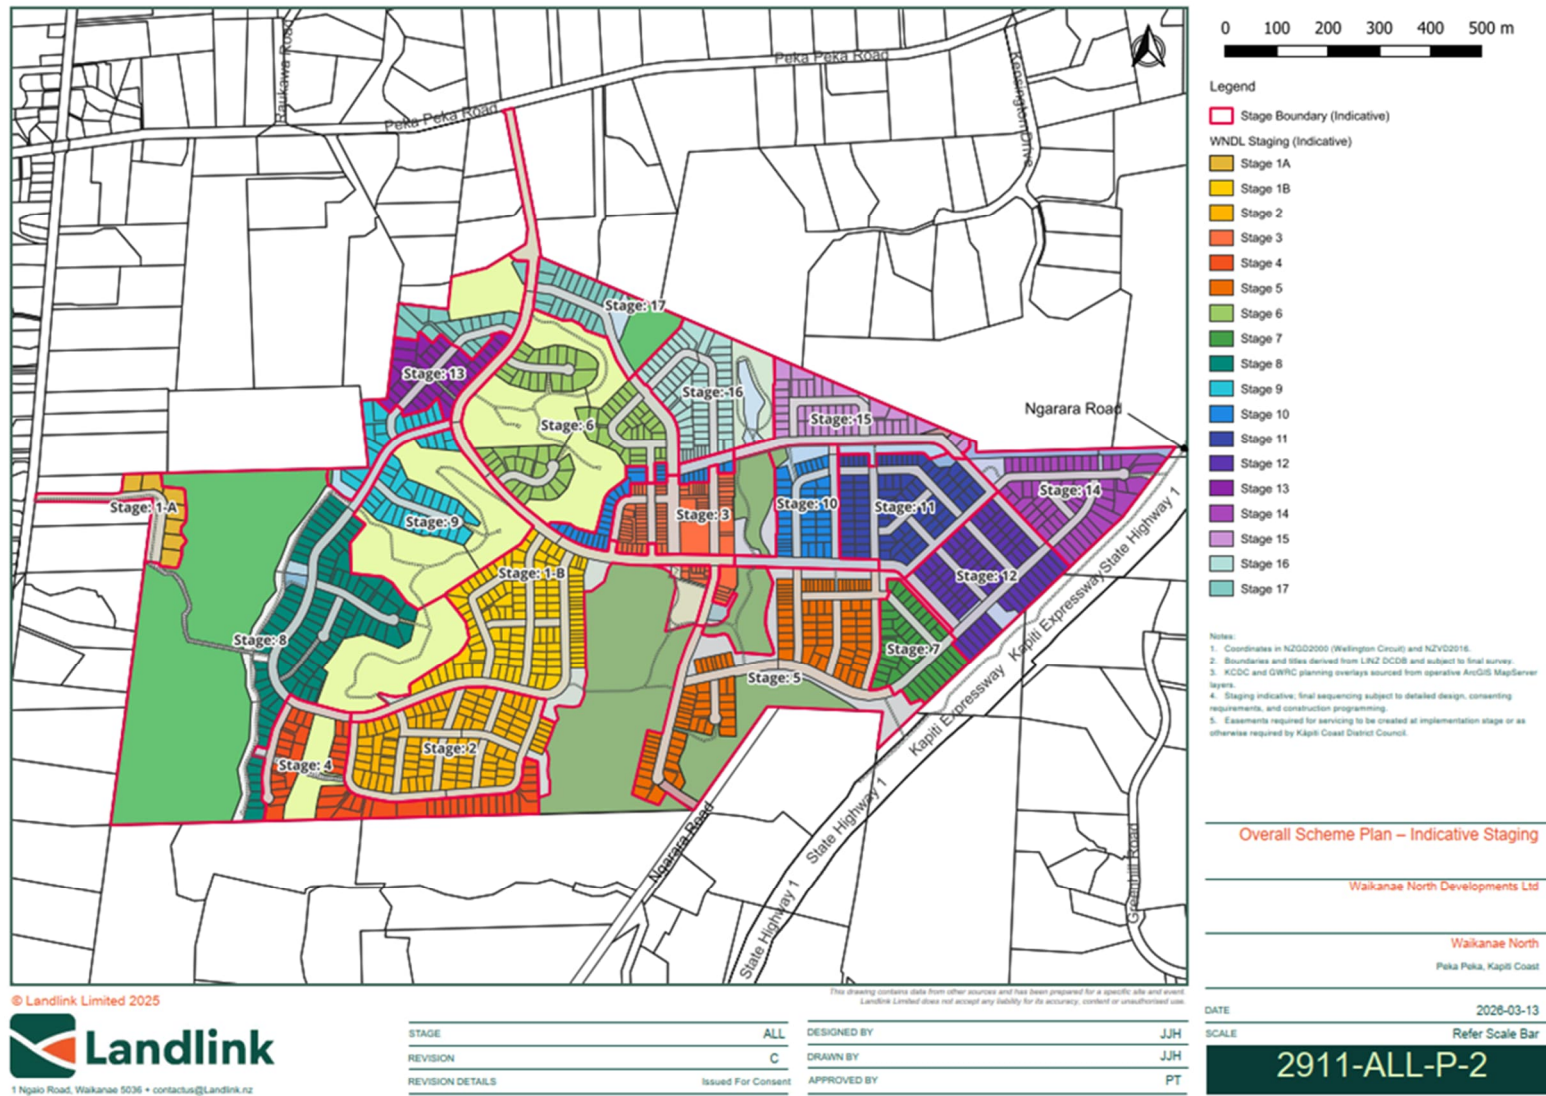 Raukawa Road
Peka Peka Road
Peka Peka Road
Kensington Drive
Stage: 17
Stage: 13
Stage: 16
Stage: 6
Stage: 15
Ngarara Road
Stage: 1-A
Stage: 9
Stage: 3
Stage: 10
Stage: 11
Stage: 14
Stage: 1-B
Stage: 12
Stage: 8
Stage: 7
Stage: 5
Stage: 2
Stage: 4
State Highway 1
Kapiti Expressway
Kapiti Expressway
State Highway 1
State Highway 1
Ngarara Road
Greenhill Road
0 100 200 300 400 500 m
Legend
Stage Boundary (Indicative)
WNDL Staging (Indicative)
Stage 1A
Stage 1B
Stage 2
Stage 3
Stage 4
Stage 5
Stage 6
Stage 7
Stage 8
Stage 9
Stage 10
Stage 11
Stage 12
Stage 13
Stage 14
Stage 15
Stage 16
Stage 17
Notes:
1. Coordinates in NZGD2000 (Wellington Circuit) and NZVD2016.
2. Boundaries and titles derived from LINZ DCDB and subject to final survey.
3. KCDC and GWRC planning overlays sourced from operative ArcGIS MapServer
layers.
4. Staging indicative; final sequencing subject to detailed design, consenting
requirements, and construction programming.
5. Easements required for servicing to be created at implementation stage or as
otherwise required by Kāpiti Coast District Council.
Overall Scheme Plan – Indicative Staging
Waikanae North Developments Ltd
Waikanae North
Peka Peka, Kapiti Coast
DATE 2026-03-13
SCALE Refer Scale Bar
2911-ALL-P-2
This drawing contains data from other sources and has been prepared for a specific site and event.
Landlink Limited does not accept any liability for its accuracy, content or unauthorised use.
© Landlink Limited 2025
Landlink
1 Ngaio Road, Waikanae 5036 + contactus@Landlink.nz
STAGE ALL
REVISION C
REVISION DETAILS Issued For Consent
DESIGNED BY JJH
DRAWN BY JJH
APPROVED BY PT